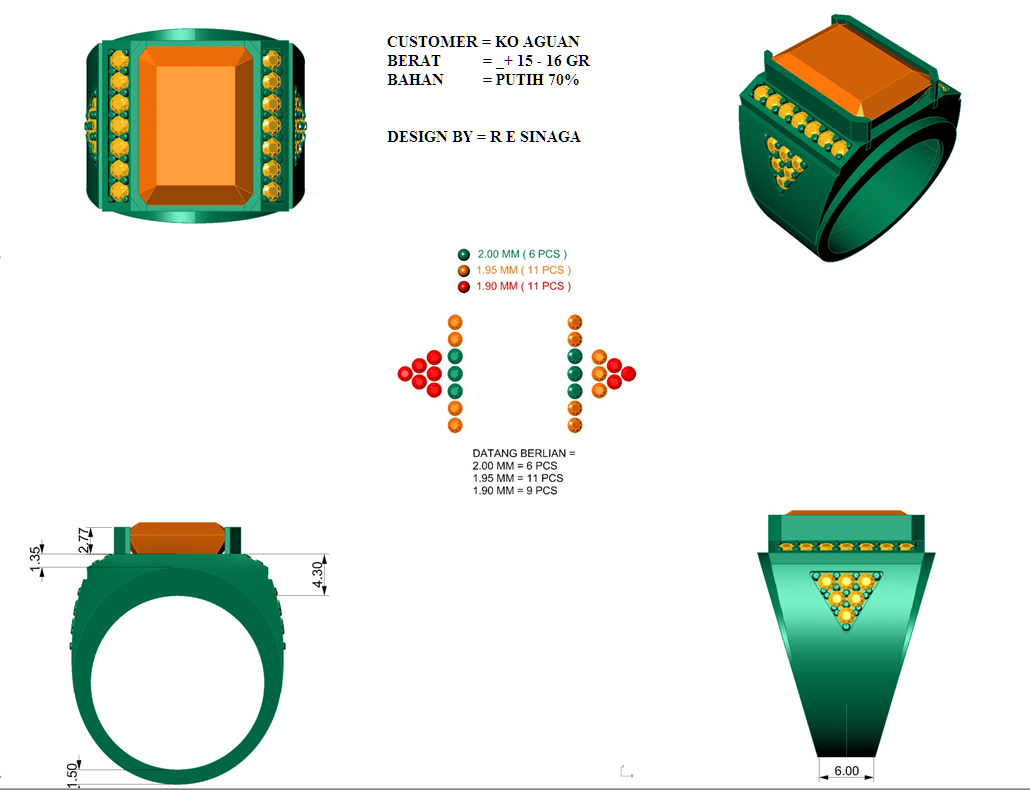 CUSTOMER = KO AGUAN
BERAT = _+ 15 - 16 GR
BAHAN = PUTIH 70%
DESIGN BY = R E SINAGA
2.00 MM ( 6 PCS )
1.95 MM ( 11 PCS )
1.90 MM ( 11 PCS )
DATANG BERLIAN =
2.00 MM = 6 PCS
1.95 MM = 11 PCS
1.90 MM = 9 PCS
2.77
1.35
4.30
1.50
6.00